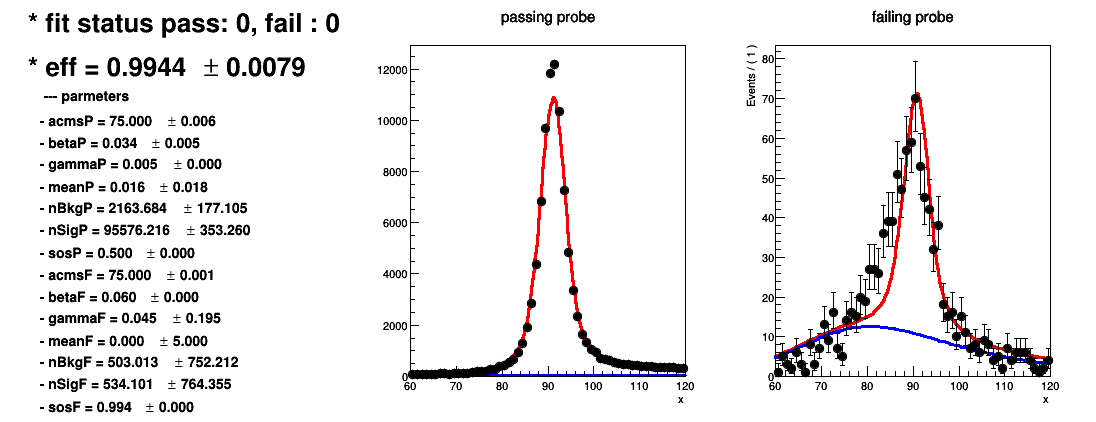 * fit status pass: 0, fail : 0
* eff = 0.9944 ± 0.0079
--- parmeters
- acmsP = 75.000 ± 0.006
- betaP = 0.034 ± 0.005
- gammaP = 0.005 ± 0.000
- meanP = 0.016 ± 0.018
- nBkgP = 2163.684 ± 177.105
- nSigP = 95576.216 ± 353.260
- sosP = 0.500 ± 0.000
- acmsF = 75.000 ± 0.001
- betaF = 0.060 ± 0.000
- gammaF = 0.045 ± 0.195
- meanF = 0.000 ± 5.000
- nBkgF = 503.013 ± 752.212
- nSigF = 534.101 ± 764.355
- sosF = 0.994 ± 0.000
passing probe
12000
10000
8000
6000
4000
2000
0
60 70 80 90 100 110 120
x
failing probe
Events / ( 1 )
80
70
60
50
40
30
20
10
0
60 70 80 90 100 110 120
x